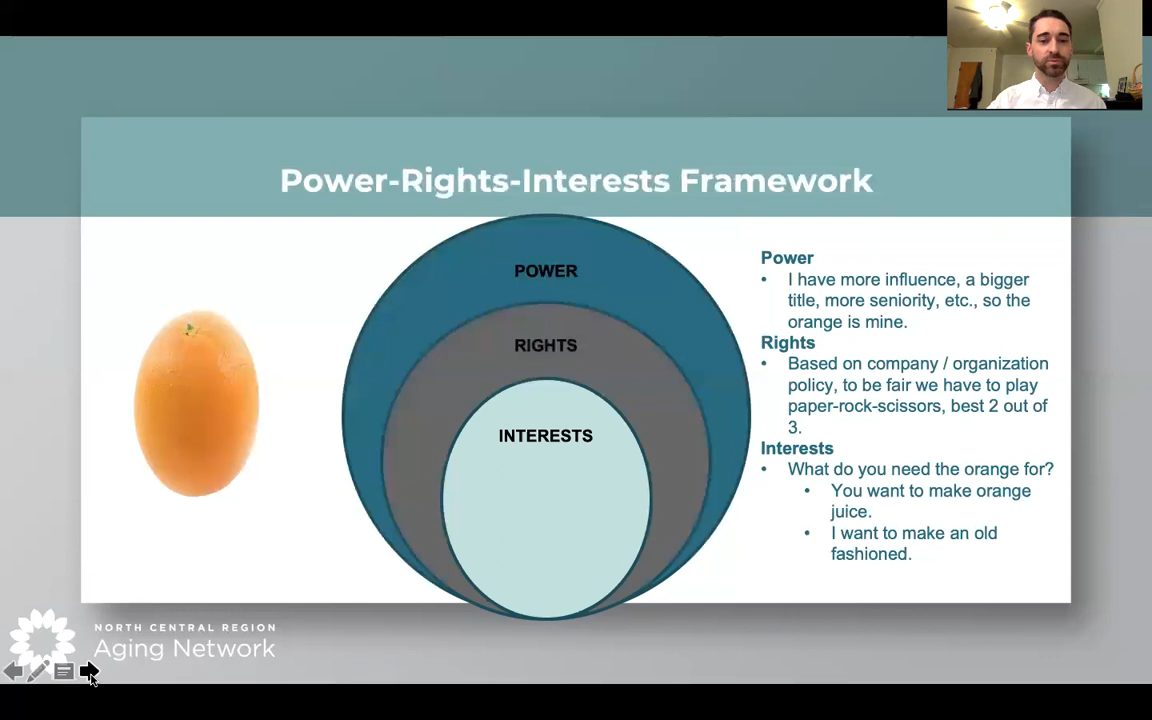 Power-Rights-Interests Framework
POWER
RIGHTS
INTERESTS
Power
• I have more influence, a bigger
title, more seniority, etc., so the
orange is mine.
Rights
• Based on company / organization
policy, to be fair we have to play
paper-rock-scissors, best 2 out of
3.
Interests
• What do you need the orange for?
• You want to make orange
juice.
• I want to make an old
fashioned.
NORTH CENTRAL REGION
Aging Network